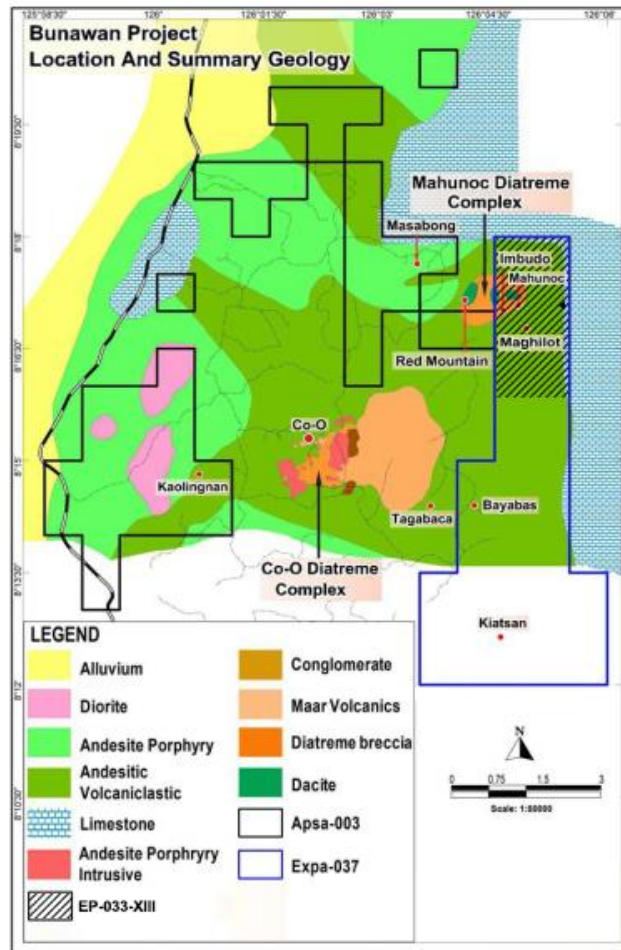 125°58'30"
126°
126°01'30"
126°03'
126°04'30"
126°06'
Bunawan Project
Location And Summary Geology
8°19'30"
Mahunoc Diatreme
Complex
Masabong
8°18'
Imbudo
Mahunoc
Maghilot
8°16'30"
Red Mountain
Co-O
8°15'
Kaolingnan
Tagabaca
Bayabas
Co-O Diatreme
Complex
8°13'30"
Kiatsan
LEGEND
Alluvium
Conglomerate
Diorite
Maar Volcanics
8°12'
Andesite Porphyry
Diatreme breccia
N
Andesitic
Volcaniclastic
Dacite
0 0.75 1.5 3
8°10'30"
Scale: 1:50000
Limestone
Apsa-003
Andesite Porphryry
Intrusive
Expa-037
EP-033-XIII